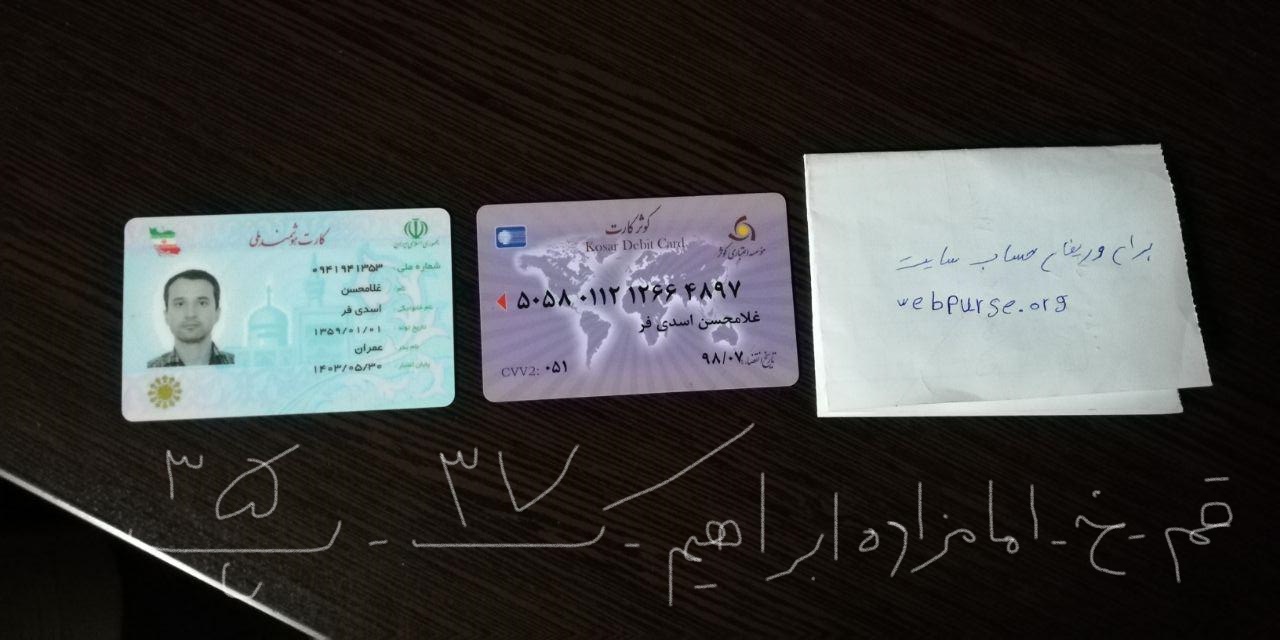 کارت هوشمند ملی
جمهوری اسلامی ایران
شماره ملی: ۰۹۴۱۹۴۱۳۵۳
نام: غلامحسن
نام خانوادگی: اسدی فر
تاریخ تولد: ۱۳۵۹/۰۱/۰۱
نام پدر: عمران
پایان اعتبار: ۱۴۰۳/۰۵/۳۰
کوثر کارت
Kosar Debit Card
موسسه اعتباری کوثر
۵۰۵۸ ۰۱۱۲ ۱۲۶۶ ۴۸۹۷
غلامحسن اسدی فر
تاریخ انقضا: ۹۸/۰۷
CVV2: ۰۵۱
برای وریفای حساب سایت
webpurse.org
قم - خ - امامزاده ابراهیم - ک ۳۷ -
۳۵